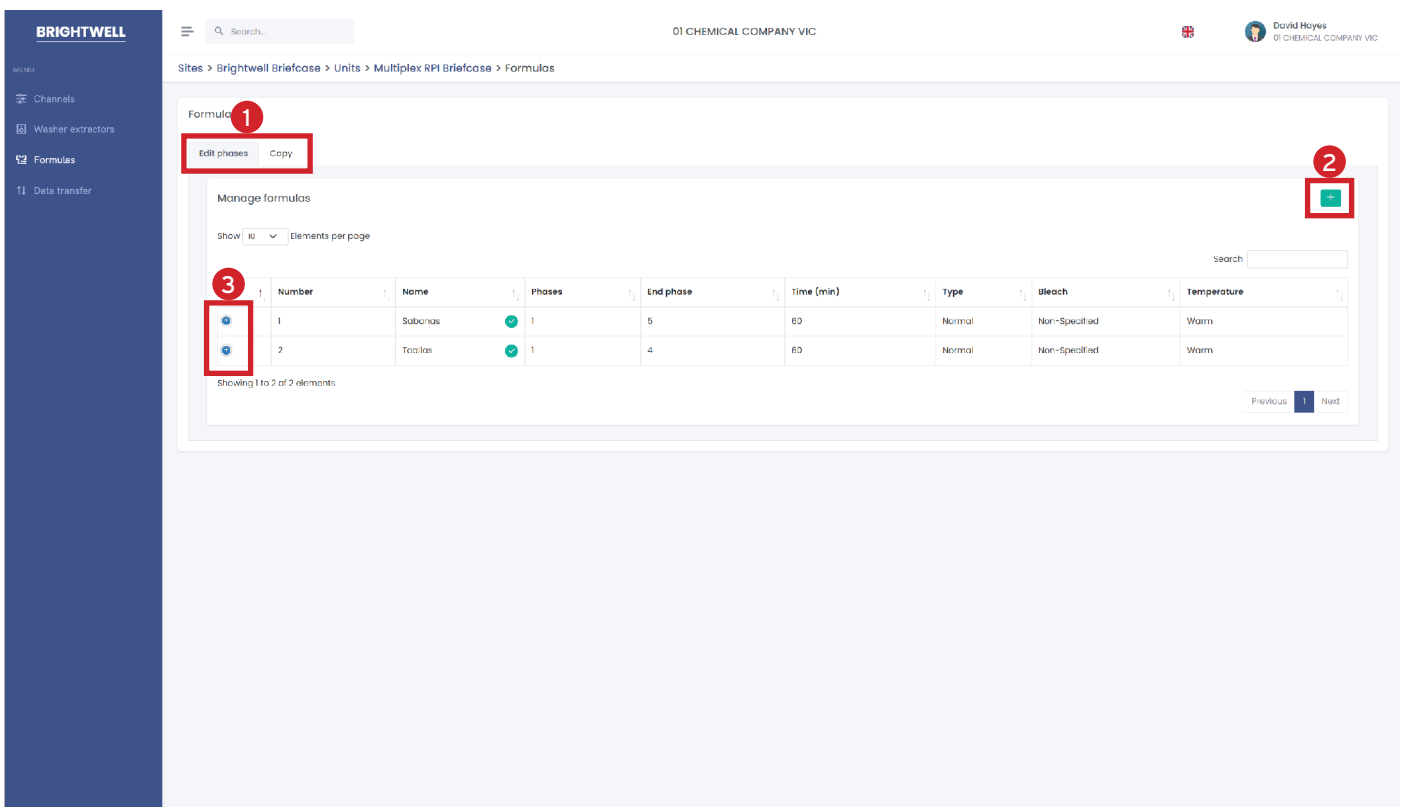 BRIGHTWELL
Search...
01 CHEMICAL COMPANY VIC
David Hayes
01 CHEMICAL COMPANY VIC
MENU
Channels
Washer extractors
Formulas
Data transfer
Sites > Brightwell Briefcase > Units > Multiplex RPI Briefcase > Formulas
Formula
1
Edit phases Copy
2
Manage formulas
+
Show 10 Elements per page
Search
3
Number Name Phases End phase Time (min) Type Bleach Temperature
1 Sabanas 1 5 60 Normal Non-Specified Warm
2 Toallas 1 4 60 Normal Non-Specified Warm
Showing 1 to 2 of 2 elements
Previous 1 Next